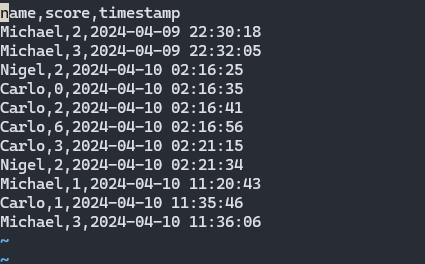 name,score,timestamp
Michael,2,2024-04-09 22:30:18
Michael,3,2024-04-09 22:32:05
Nigel,2,2024-04-10 02:16:25
Carlo,0,2024-04-10 02:16:35
Carlo,2,2024-04-10 02:16:41
Carlo,6,2024-04-10 02:16:56
Carlo,3,2024-04-10 02:21:15
Nigel,2,2024-04-10 02:21:34
Michael,1,2024-04-10 11:20:43
Carlo,1,2024-04-10 11:35:46
Michael,3,2024-04-10 11:36:06
~
~